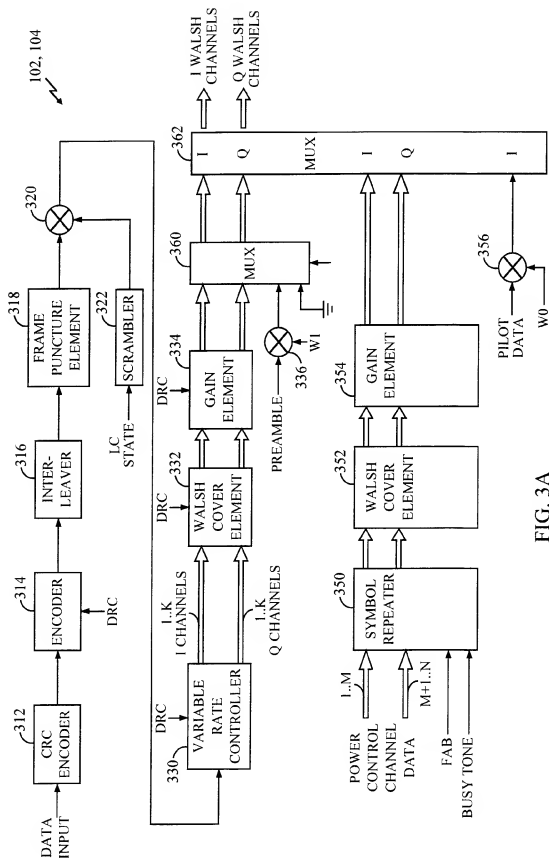 102, 104
DATA
INPUT
312
CRC
ENCODER
314
ENCODER
DRC
316
INTER-
LEAVER
318
FRAME
PUNCTURE
ELEMENT
320
322
SCRAMBLER
LC
STATE
330
DRC
VARIABLE
RATE
CONTROLLER
1..K
I CHANNELS
1..K
Q CHANNELS
DRC
332
WALSH
COVER
ELEMENT
DRC
334
GAIN
ELEMENT
PREAMBLE
336
W1
360
MUX
362
I
Q
MUX
I
Q
I
I WALSH
CHANNELS
Q WALSH
CHANNELS
POWER
CONTROL
CHANNEL
DATA
1..M
M+1..N
FAB
BUSY TONE
350
SYMBOL
REPEATER
352
WALSH
COVER
ELEMENT
354
GAIN
ELEMENT
PILOT
DATA
356
W0
FIG. 3A